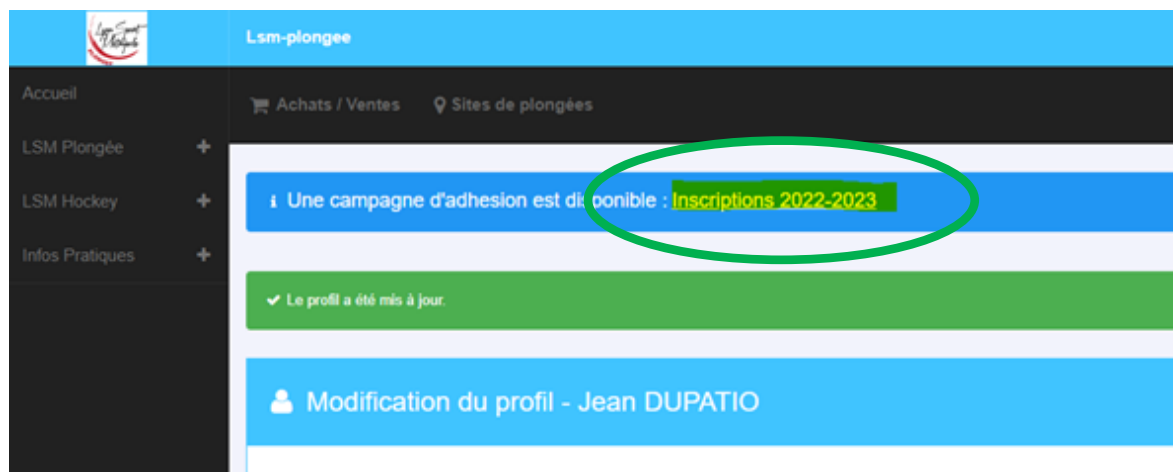 Lsm-plongee
Accueil
LSM Plongée
LSM Hockey
Infos Pratiques
Achats / Ventes Sites de plongées
Une campagne d'adhesion est disponible : Inscriptions 2022-2023
Le profil a été mis à jour.
Modification du profil - Jean DUPATIO